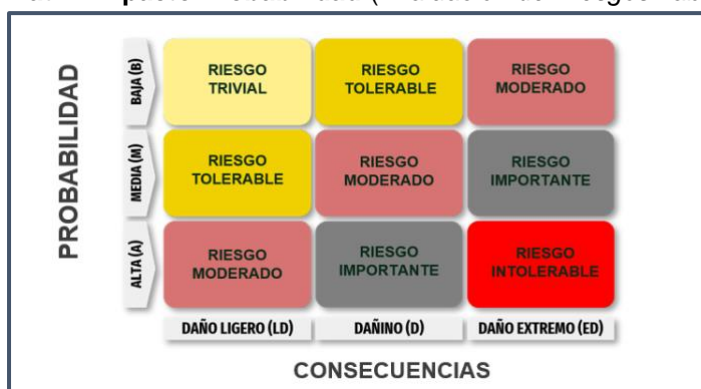 PROBABILIDAD
BAJA (B)
RIESGO
TRIVIAL
RIESGO
TOLERABLE
RIESGO
MODERADO
MEDIA (M)
RIESGO
TOLERABLE
RIESGO
MODERADO
RIESGO
IMPORTANTE
ALTA (A)
RIESGO
MODERADO
RIESGO
IMPORTANTE
RIESGO
INTOLERABLE
DAÑO LIGERO (LD)
DAÑINO (D)
DAÑO EXTREMO (ED)
CONSECUENCIAS